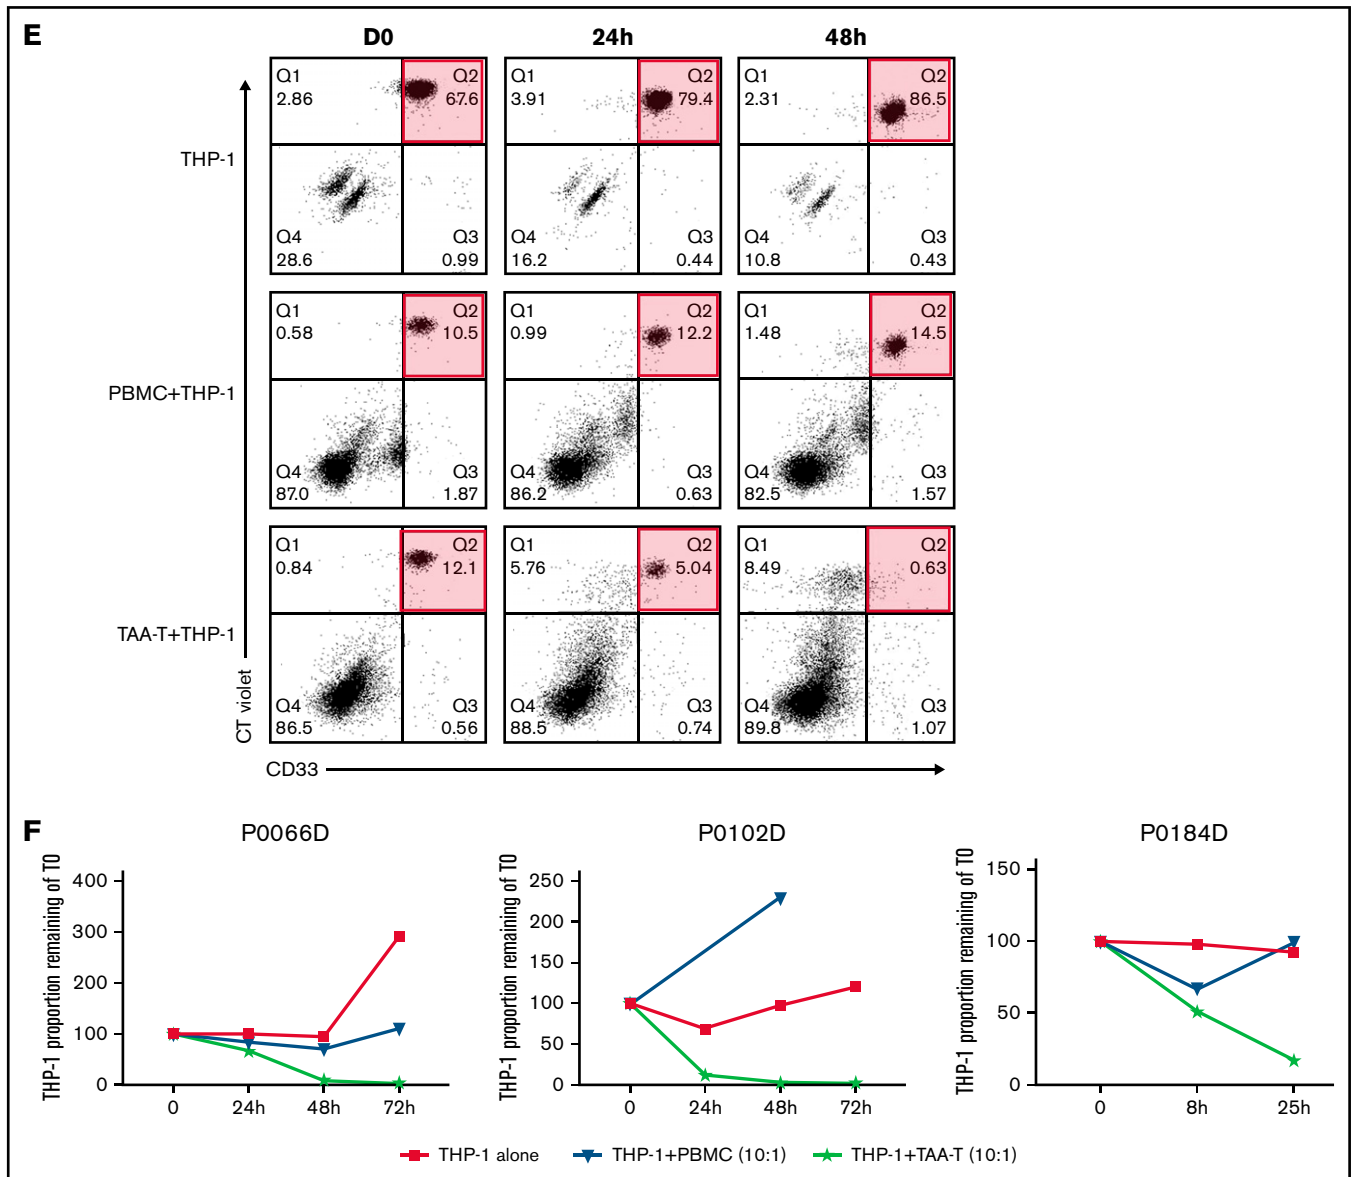 E
D0 24h 48h
Q1 Q2 Q1 Q2 Q1 Q2
2.86 67.6 3.91 79.4 2.31 86.5
THP-1
Q4 Q3 Q4 Q3 Q4 Q3
28.6 0.99 16.2 0.44 10.8 0.43
Q1 Q2 Q1 Q2 Q1 Q2
0.58 10.5 0.99 12.2 1.48 14.5
PBMC+THP-1
Q4 Q3 Q4 Q3 Q4 Q3
87.0 1.87 86.2 0.63 82.5 1.57
Q1 Q2 Q1 Q2 Q1 Q2
0.84 12.1 5.76 5.04 8.49 0.63
TAA-T+THP-1
Q4 Q3 Q4 Q3 Q4 Q3
86.5 0.56 88.5 0.74 89.8 1.07
CT violet
CD33
F
P0066D
THP-1 proportion remaining of T0
400
300
200
100
0
0 24h 48h 72h
P0102D
THP-1 proportion remaining of T0
250
200
150
100
50
0
0 24h 48h 72h
P0184D
THP-1 proportion remaining of T0
150
100
50
0
0 8h 25h
THP-1 alone THP-1+PBMC (10:1) THP-1+TAA-T (10:1)